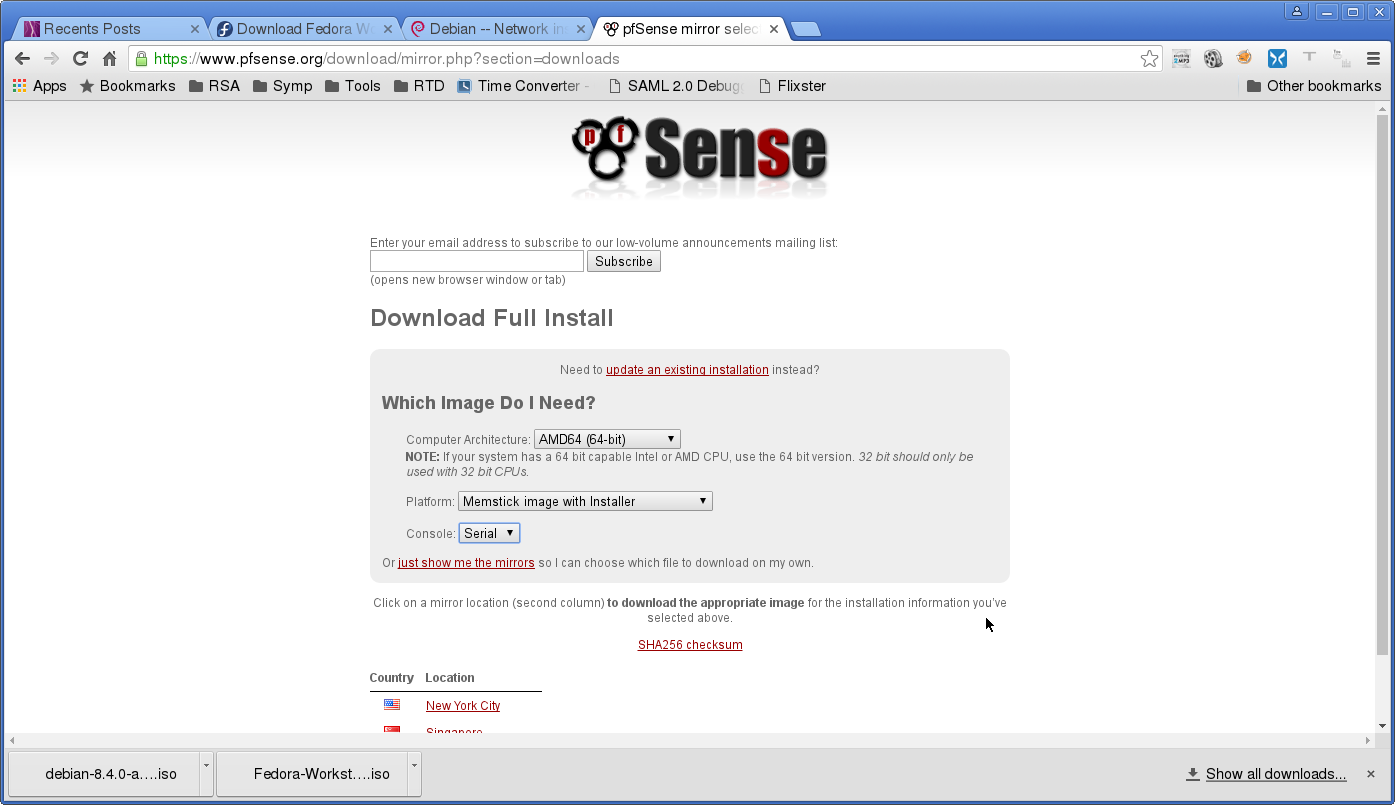 Recents Posts
Download Fedora W
Debian -- Network in
pfSense mirror selec
https://www.pfsense.org/download/mirror.php?section=downloads
Apps Bookmarks RSA Symp Tools RTD Time Converter - SAML 2.0 Debugg Flixster Other bookmarks
pf Sense
Enter your email address to subscribe to our low-volume announcements mailing list:
Subscribe
(opens new browser window or tab)
Download Full Install
Need to update an existing installation instead?
Which Image Do I Need?
Computer Architecture: AMD64 (64-bit)
NOTE: If your system has a 64 bit capable Intel or AMD CPU, use the 64 bit version. 32 bit should only be
used with 32 bit CPUs.
Platform: Memstick image with Installer
Console: Serial
Or just show me the mirrors so I can choose which file to download on my own.
Click on a mirror location (second column) to download the appropriate image for the installation information you've
selected above.
SHA256 checksum
Country Location
New York City
Singapore
debian-8.4.0-a....iso
Fedora-Workst....iso
Show all downloads...